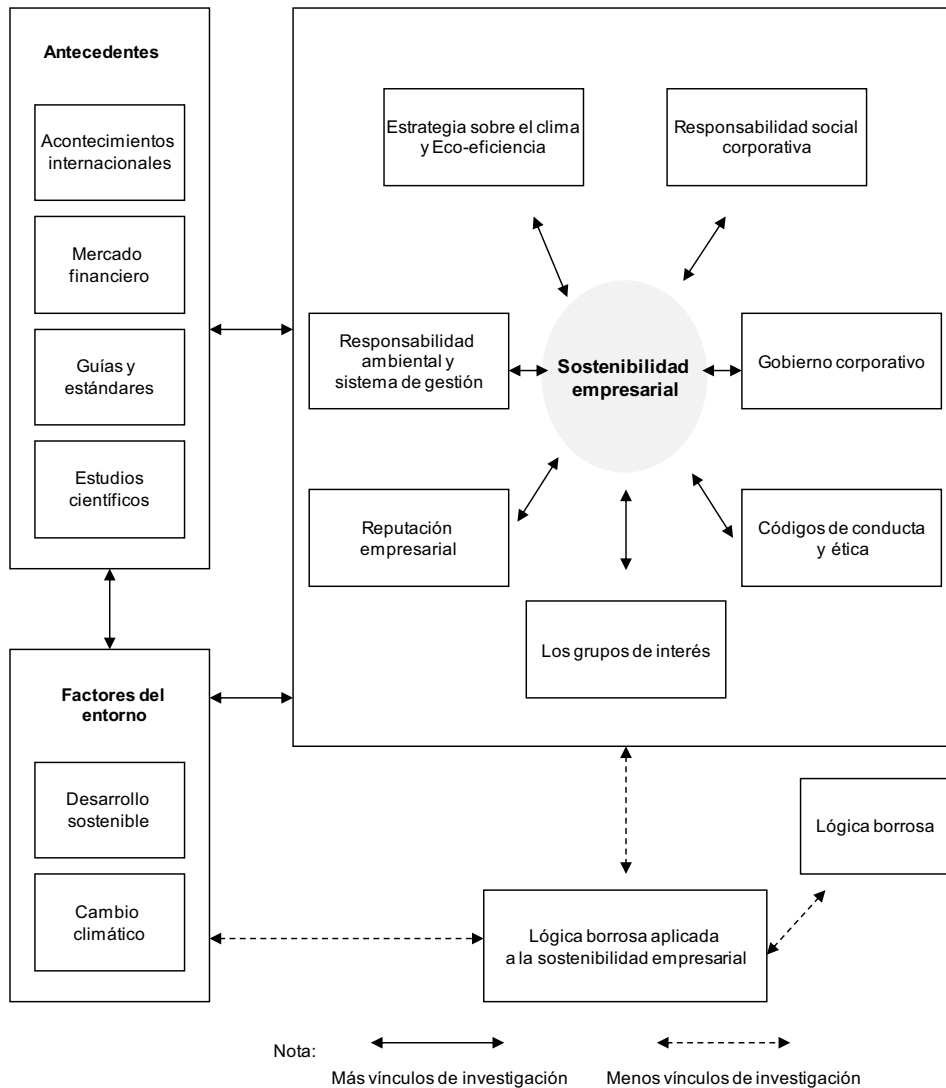 Antecedentes
Acontecimientos
internacionales
Mercado
financiero
Guías y
estándares
Estudios
científicos
Factores del
entorno
Desarrollo
sostenible
Cambio
climático
Estrategia sobre el clima
y Eco-eficiencia
Responsabilidad social
corporativa
Responsabilidad
ambiental y
sistema de gestión
Sostenibilidad
empresarial
Gobierno corporativo
Reputación
empresarial
Códigos de conducta
y ética
Los grupos de interés
Lógica borrosa
Lógica borrosa aplicada
a la sostenibilidad empresarial
Nota:
Más vínculos de investigación
Menos vínculos de investigación